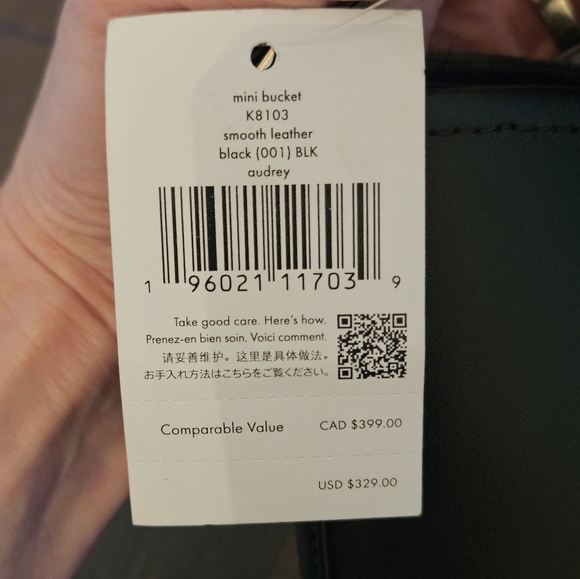 mini bucket
K8103
smooth leather
black (001) BLK
audrey
1 96021 11703 9
Take good care. Here's how.
Prenez-en bien soin. Voici comment.
请妥善维护。这里是具体做法。
お手入れ方法はこちらをご覧ください。
Comparable Value CAD $399.00
USD $329.00